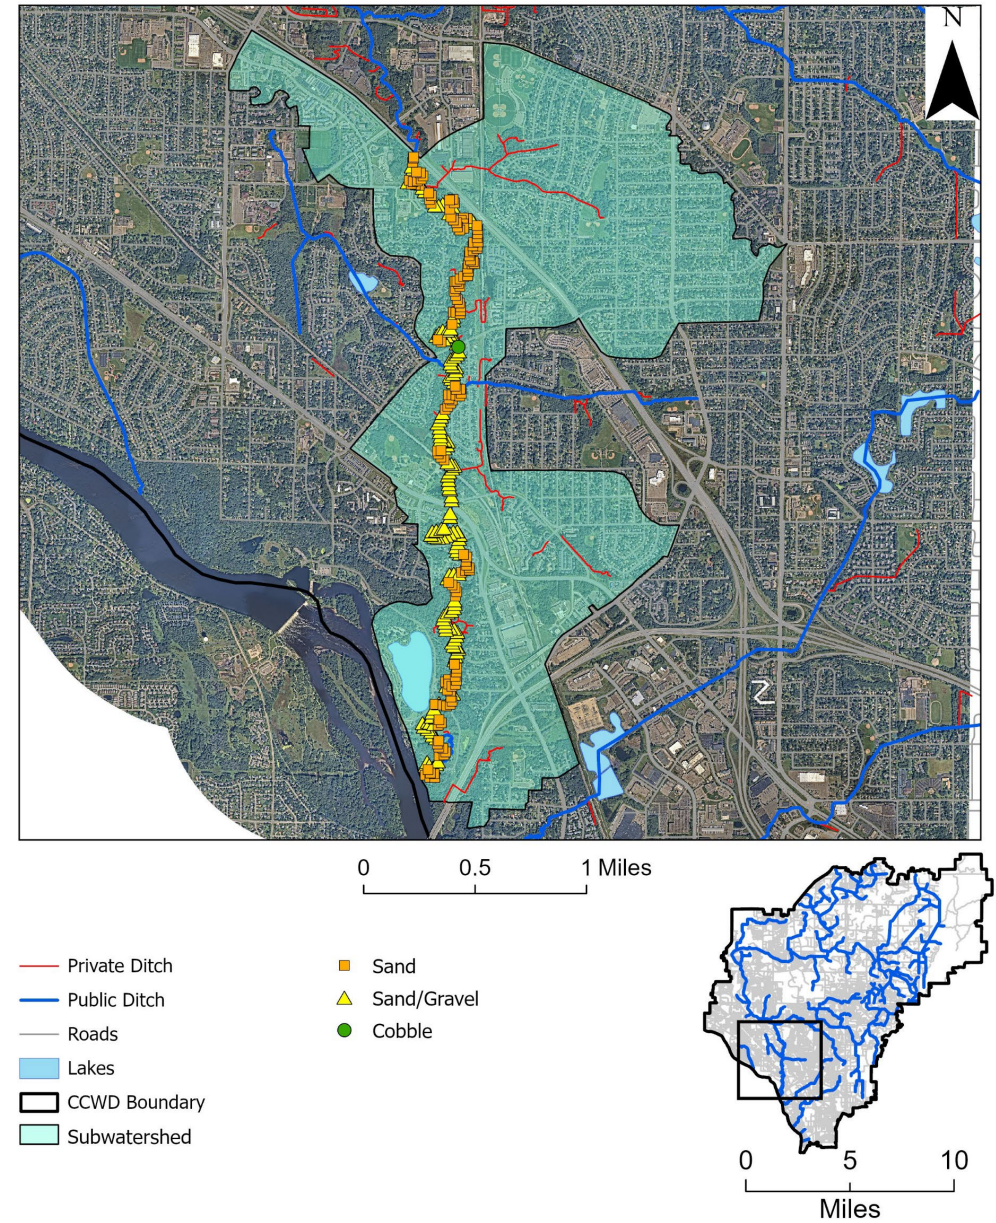 N
0 0.5 1 Miles
Private Ditch
Public Ditch
Roads
Lakes
CCWD Boundary
Subwatershed
Sand
Sand/Gravel
Cobble
0 5 10
Miles